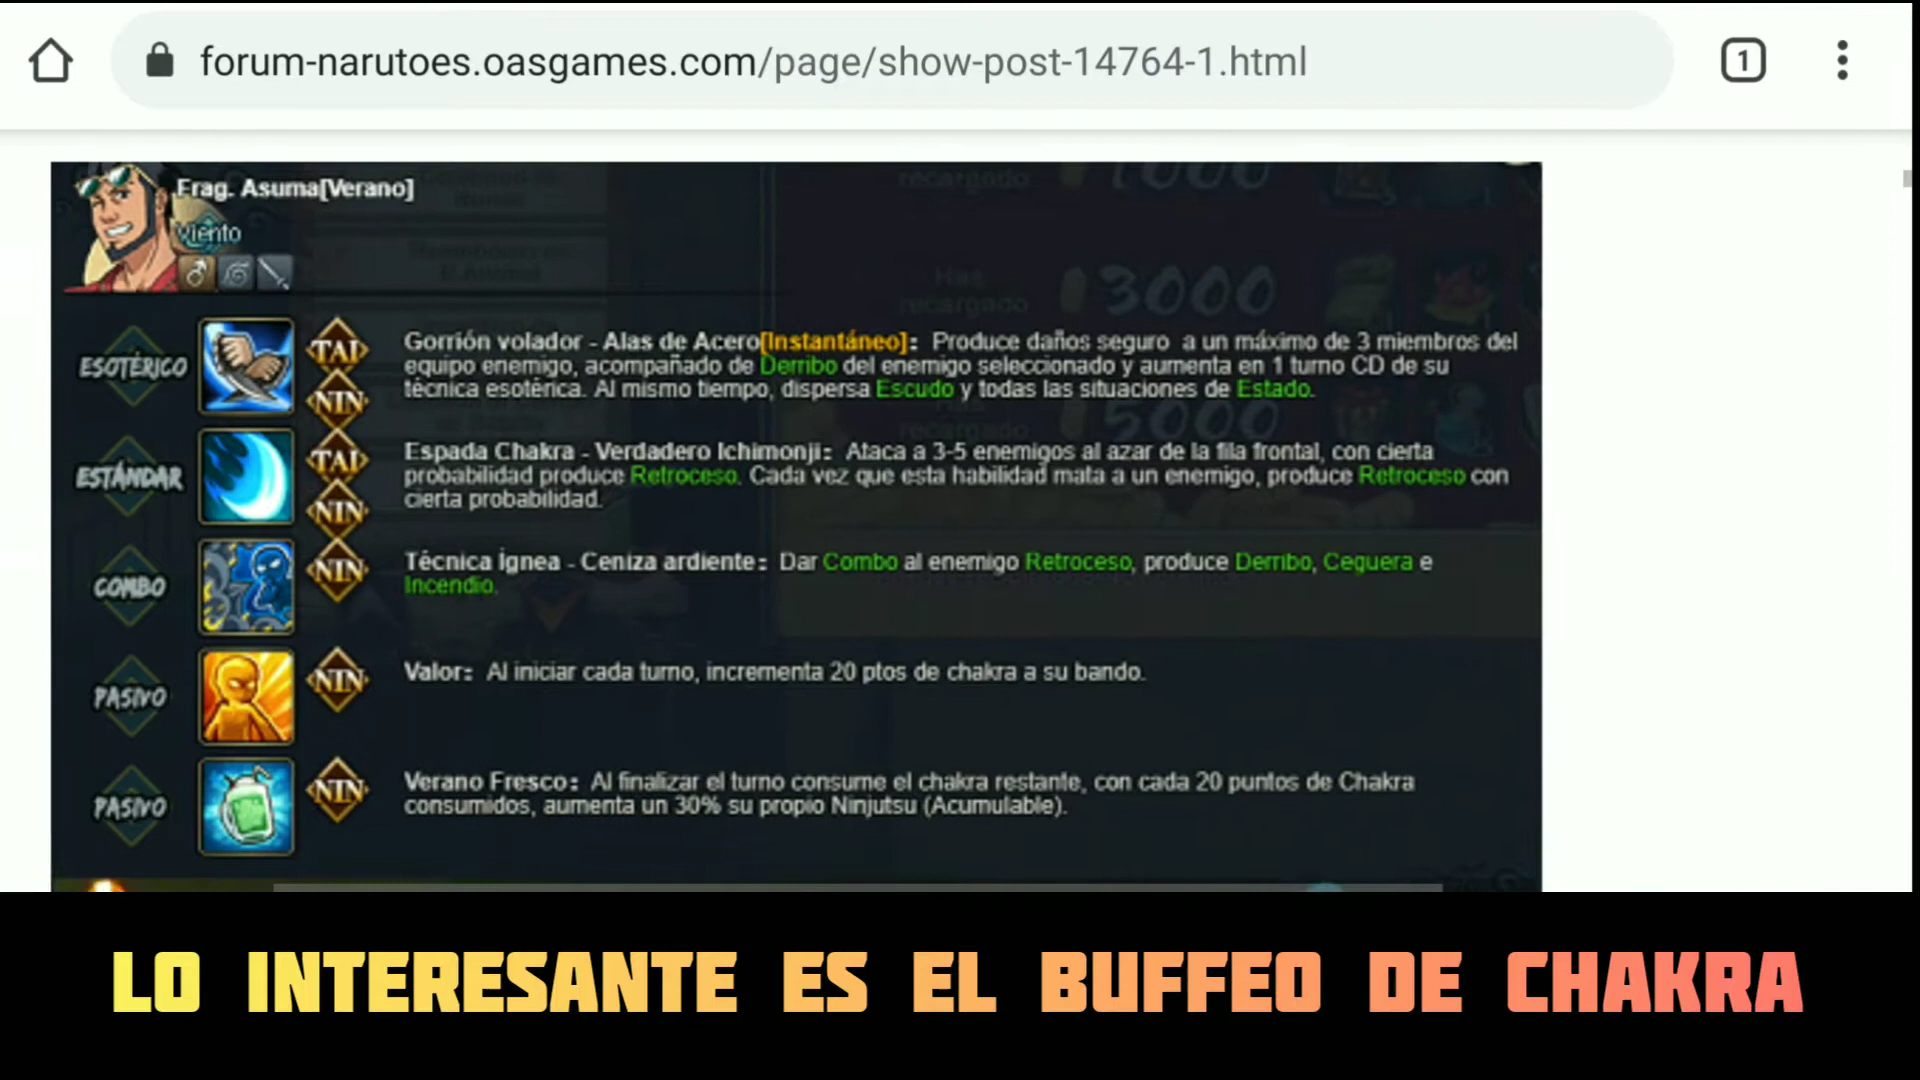 forum-narutoes.oasgames.com/page/show-post-14764-1.html
1
Frag. Asuma[Verano]
Viento
recargado 1000
Has
recargado 3000
Has
5000
ESOTÉRICO
TAI
NIN
Gorrión volador - Alas de Acero[Instantáneo]: Produce daños seguro a un máximo de 3 miembros del
equipo enemigo, acompañado de Derribo del enemigo seleccionado y aumenta en 1 turno CD de su
técnica esotérica. Al mismo tiempo, dispersa Escudo y todas las situaciones de Estado.
ESTÁNDAR
TAI
NIN
Espada Chakra - Verdadero Ichimonji: Ataca a 3-5 enemigos al azar de la fila frontal, con cierta
probabilidad produce Retroceso. Cada vez que esta habilidad mata a un enemigo, produce Retroceso con
cierta probabilidad.
COMBO
NIN
Técnica Ígnea - Ceniza ardiente: Dar Combo al enemigo Retroceso, produce Derribo, Ceguera e
Incendio.
PASIVO
NIN
Valor: Al iniciar cada turno, incrementa 20 ptos de chakra a su bando.
PASIVO
NIN
Verano Fresco: Al finalizar el turno consume el chakra restante, con cada 20 puntos de Chakra
consumidos, aumenta un 30% su propio Ninjutsu (Acumulable).
LO INTERESANTE ES EL BUFFEO DE CHAKRA